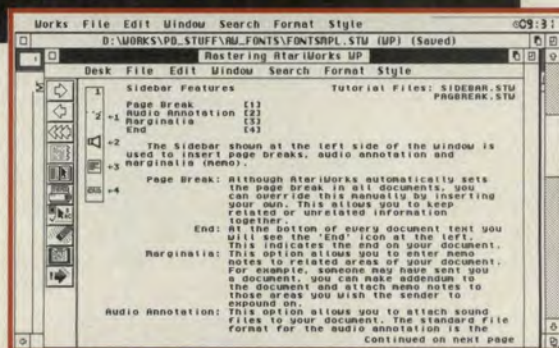 Works File Edit Window Search Format Style 09:31
D:\WORKS\PD_STUFF\AW_FONTS\FONTSMPL.STW (WP) (Saved)
Mastering AtariWorks WP
Desk File Edit Window Search Format Style
Sidebar Features Tutorial Files: SIDEBAR.STW
PAGBREAK.STW
Page Break [1]
Audio Annotation [2]
Marginalia [3]
End [4]
←1
←2
←3
←4
The Sidebar shown at the left side of the window is
used to insert page breaks, audio annotation and
marginalia (memo).
Page Break: Although AtariWorks automatically sets
the page break in all documents, you
can override this manually by inserting
your own. This allows you to keep
related or unrelated information
together.
End: At the bottom of every document text you
will see the 'End' icon at the left.
This indicates the end on your document.
Marginalia: This option allows you to enter memo
notes to related areas of your document.
For example, someone may have sent you
a document, you can make addendum to
the document and attach memo notes to
those areas you wish the sender to
expound on.
Audio Annotation: This option allows you to attach sound
files to your document. The standard file
format for the audio annotation is the
Continued on next page